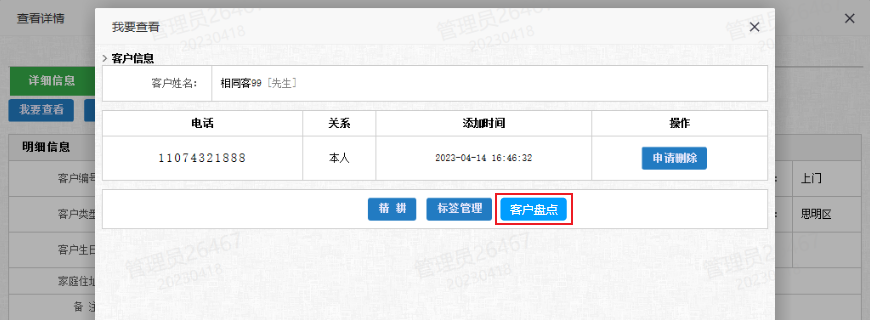 查看详情
我要查看
客户信息
客户姓名： 相同客99 [先生]
电话 关系 添加时间 操作
11074321888 本人 2023-04-14 16:46:32 申请删除
精 耕 标签管理 客户盘点
详细信息
我要查看
明细信息
客户编号 上门
客户类型 思明区
客户生日
家庭住址
备 注
管理员26467
20230418
管理员26467
20230418
管理员26467
20230418
管理员26467
20230418